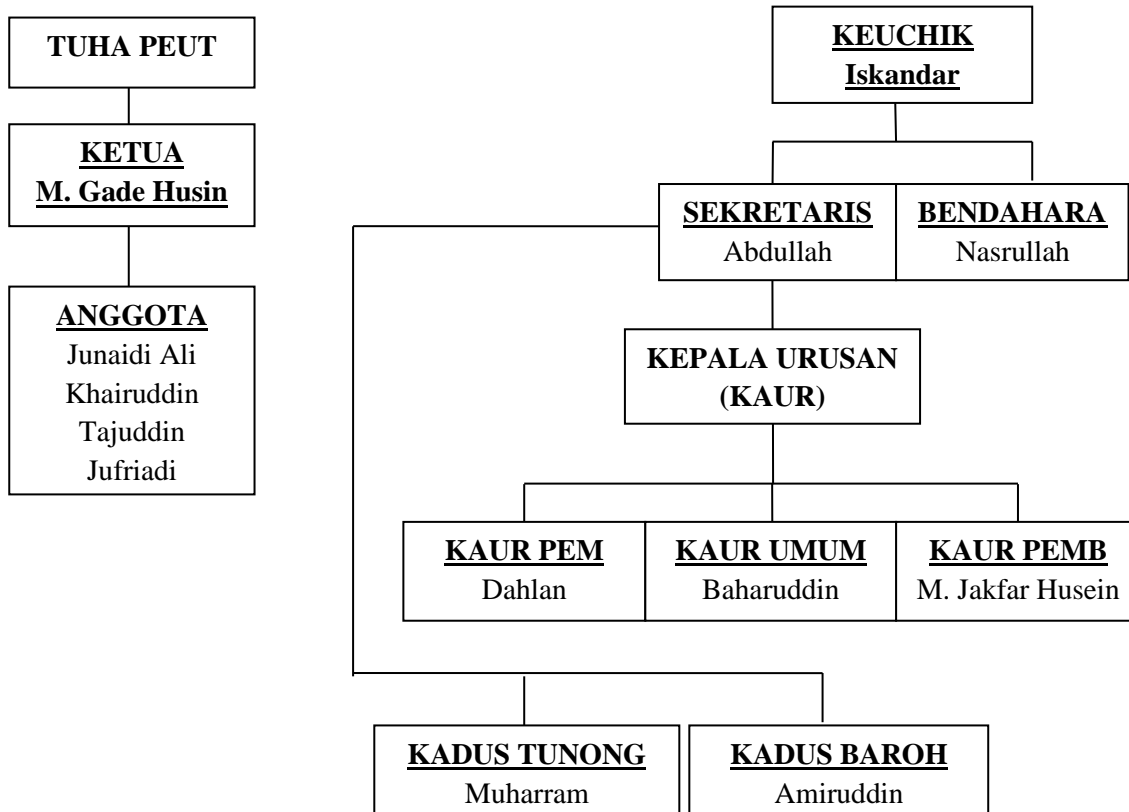 TUHA PEUT
KETUA
M. Gade Husin
ANGGOTA
Junaidi Ali
Khairuddin
Tajuddin
Jufriadi
KEUCHIK
Iskandar
SEKRETARIS
Abdullah
BENDAHARA
Nasrullah
KEPALA URUSAN
(KAUR)
KAUR PEM
Dahlan
KAUR UMUM
Baharuddin
KAUR PEMB
M. Jakfar Husein
KADUS TUNONG
Muharram
KADUS BAROH
Amiruddin